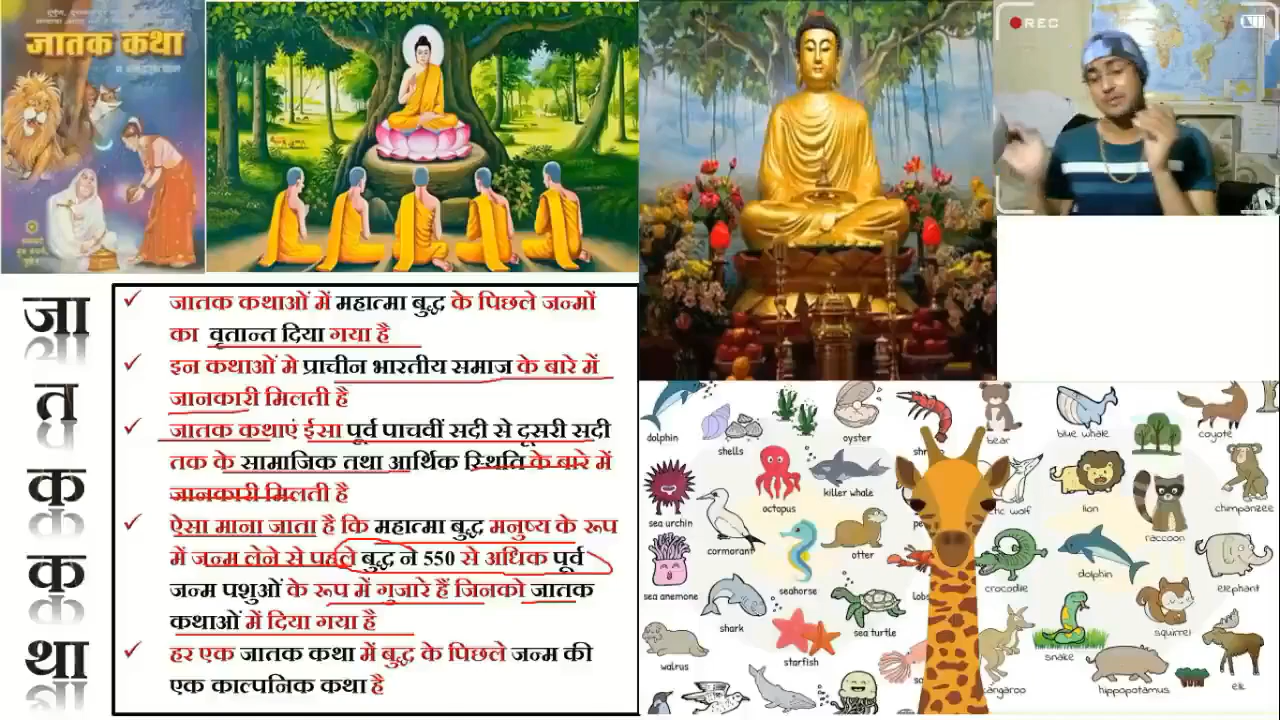 जातक कथा
REC
जा
त
क
क
था
जातक कथाओं में महात्मा बुद्ध के पिछले जन्मों
का वृतान्त दिया गया है
इन कथाओं मे प्राचीन भारतीय समाज के बारे में
जानकारी मिलती है
जातक कथाएं ईसा पूर्व पाचवीं सदी से दूसरी सदी
तक के सामाजिक तथा आर्थिक स्थिति के बारे में
जानकारी मिलती है
ऐसा माना जाता है कि महात्मा बुद्ध मनुष्य के रूप
में जन्म लेने से पहले बुद्ध ने 550 से अधिक पूर्व
जन्म पशुओं के रूप में गुजारे हैं जिनको जातक
कथाओं में दिया गया है
हर एक जातक कथा में बुद्ध के पिछले जन्म की
एक काल्पनिक कथा है
dolphin
shells
oyster
bear
blue whale
coyote
sea urchin
octopus
killer whale
lion
raccoon
chimpanzee
cormorant
otter
sea anemone
seahorse
crocodile
dolphin
elephant
shark
sea turtle
squirrel
walrus
starfish
snake
hippopotamus
elk